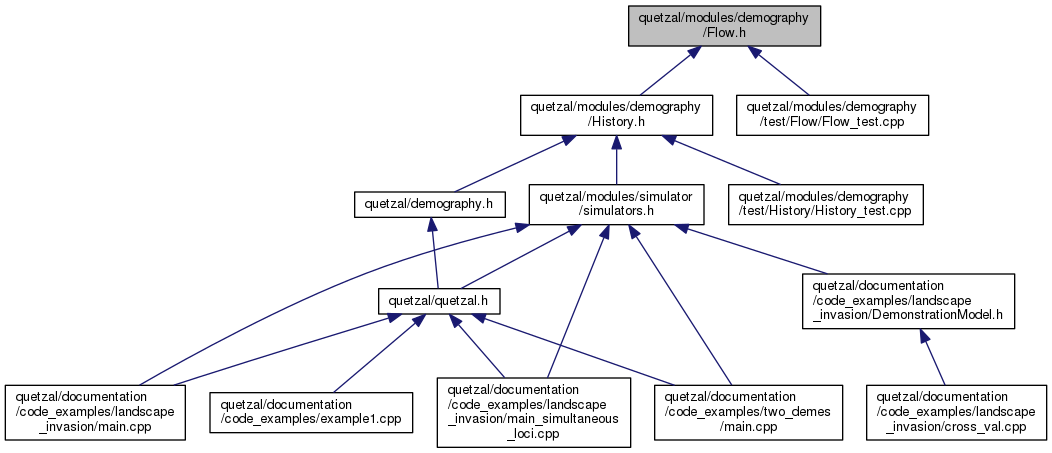 quetzal/modules/demography
/Flow.h
quetzal/modules/demography
/History.h
quetzal/modules/demography
/test/Flow/Flow_test.cpp
quetzal/demography.h
quetzal/modules/simulator
/simulators.h
quetzal/modules/demography
/test/History/History_test.cpp
quetzal/quetzal.h
quetzal/documentation
/code_examples/landscape
_invasion/DemonstrationModel.h
quetzal/documentation
/code_examples/landscape
_invasion/main.cpp
quetzal/documentation
/code_examples/example1.cpp
quetzal/documentation
/code_examples/landscape
_invasion/main_simultaneous
_loci.cpp
quetzal/documentation
/code_examples/two_demes
/main.cpp
quetzal/documentation
/code_examples/landscape
_invasion/cross_val.cpp